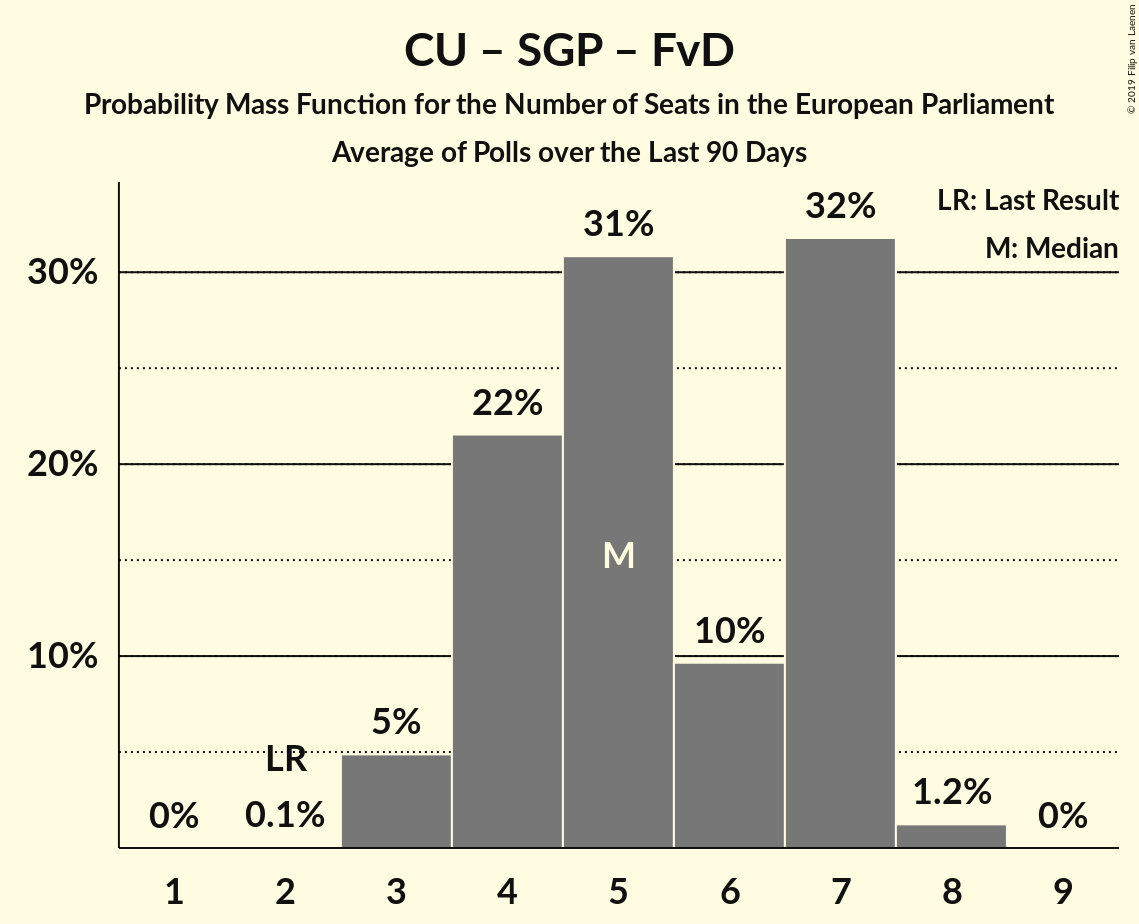 CU – SGP – FvD
Probability Mass Function for the Number of Seats in the European Parliament
Average of Polls over the Last 90 Days
© 2019 Filip van Laenen
LR: Last Result
M: Median
32%
31%
30%
22%
20%
M
10%
10%
5%
LR
0% 0.1% 1.2% 0%
1 2 3 4 5 6 7 8 9